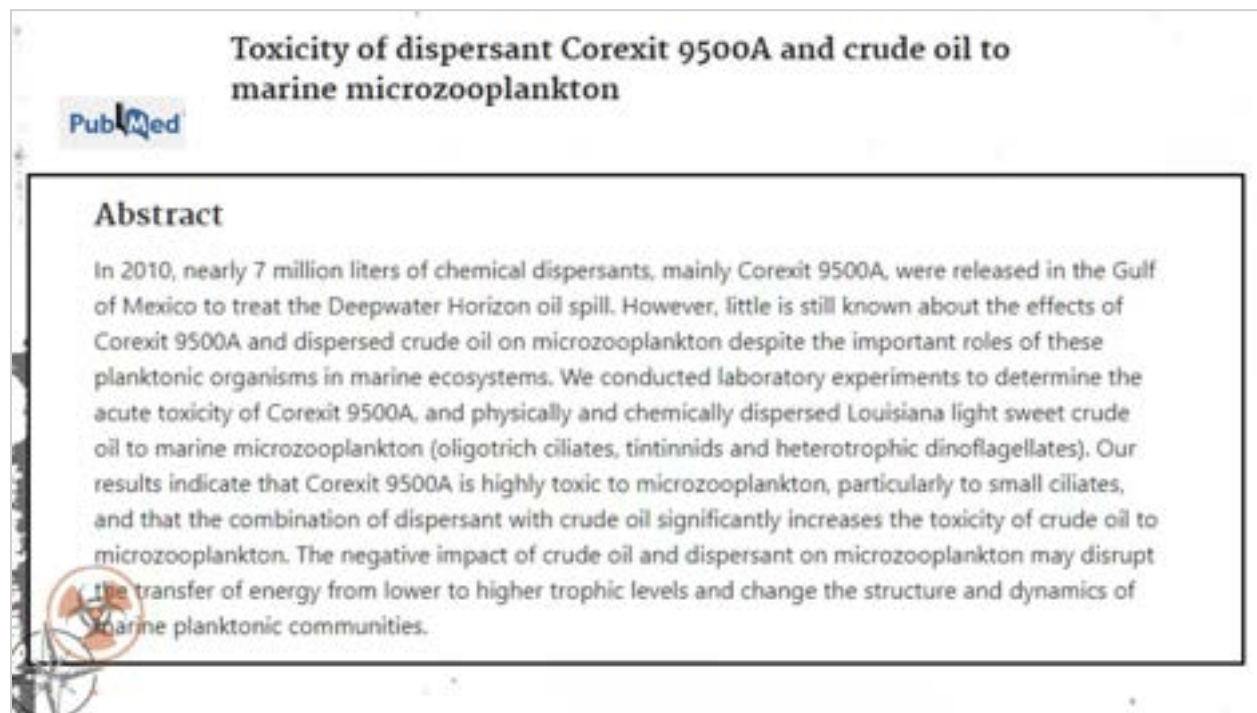 Toxicity of dispersant Corexit 9500A and crude oil to
marine microzooplankton
PubMed
Abstract
In 2010, nearly 7 million liters of chemical dispersants, mainly Corexit 9500A, were released in the Gulf
of Mexico to treat the Deepwater Horizon oil spill. However, little is still known about the effects of
Corexit 9500A and dispersed crude oil on microzooplankton despite the important roles of these
planktonic organisms in marine ecosystems. We conducted laboratory experiments to determine the
acute toxicity of Corexit 9500A, and physically and chemically dispersed Louisiana light sweet crude
oil to marine microzooplankton (oligotrich ciliates, tintinnids and heterotrophic dinoflagellates). Our
results indicate that Corexit 9500A is highly toxic to microzooplankton, particularly to small ciliates,
and that the combination of dispersant with crude oil significantly increases the toxicity of crude oil to
microzooplankton. The negative impact of crude oil and dispersant on microzooplankton may disrupt
the transfer of energy from lower to higher trophic levels and change the structure and dynamics of
marine planktonic communities.